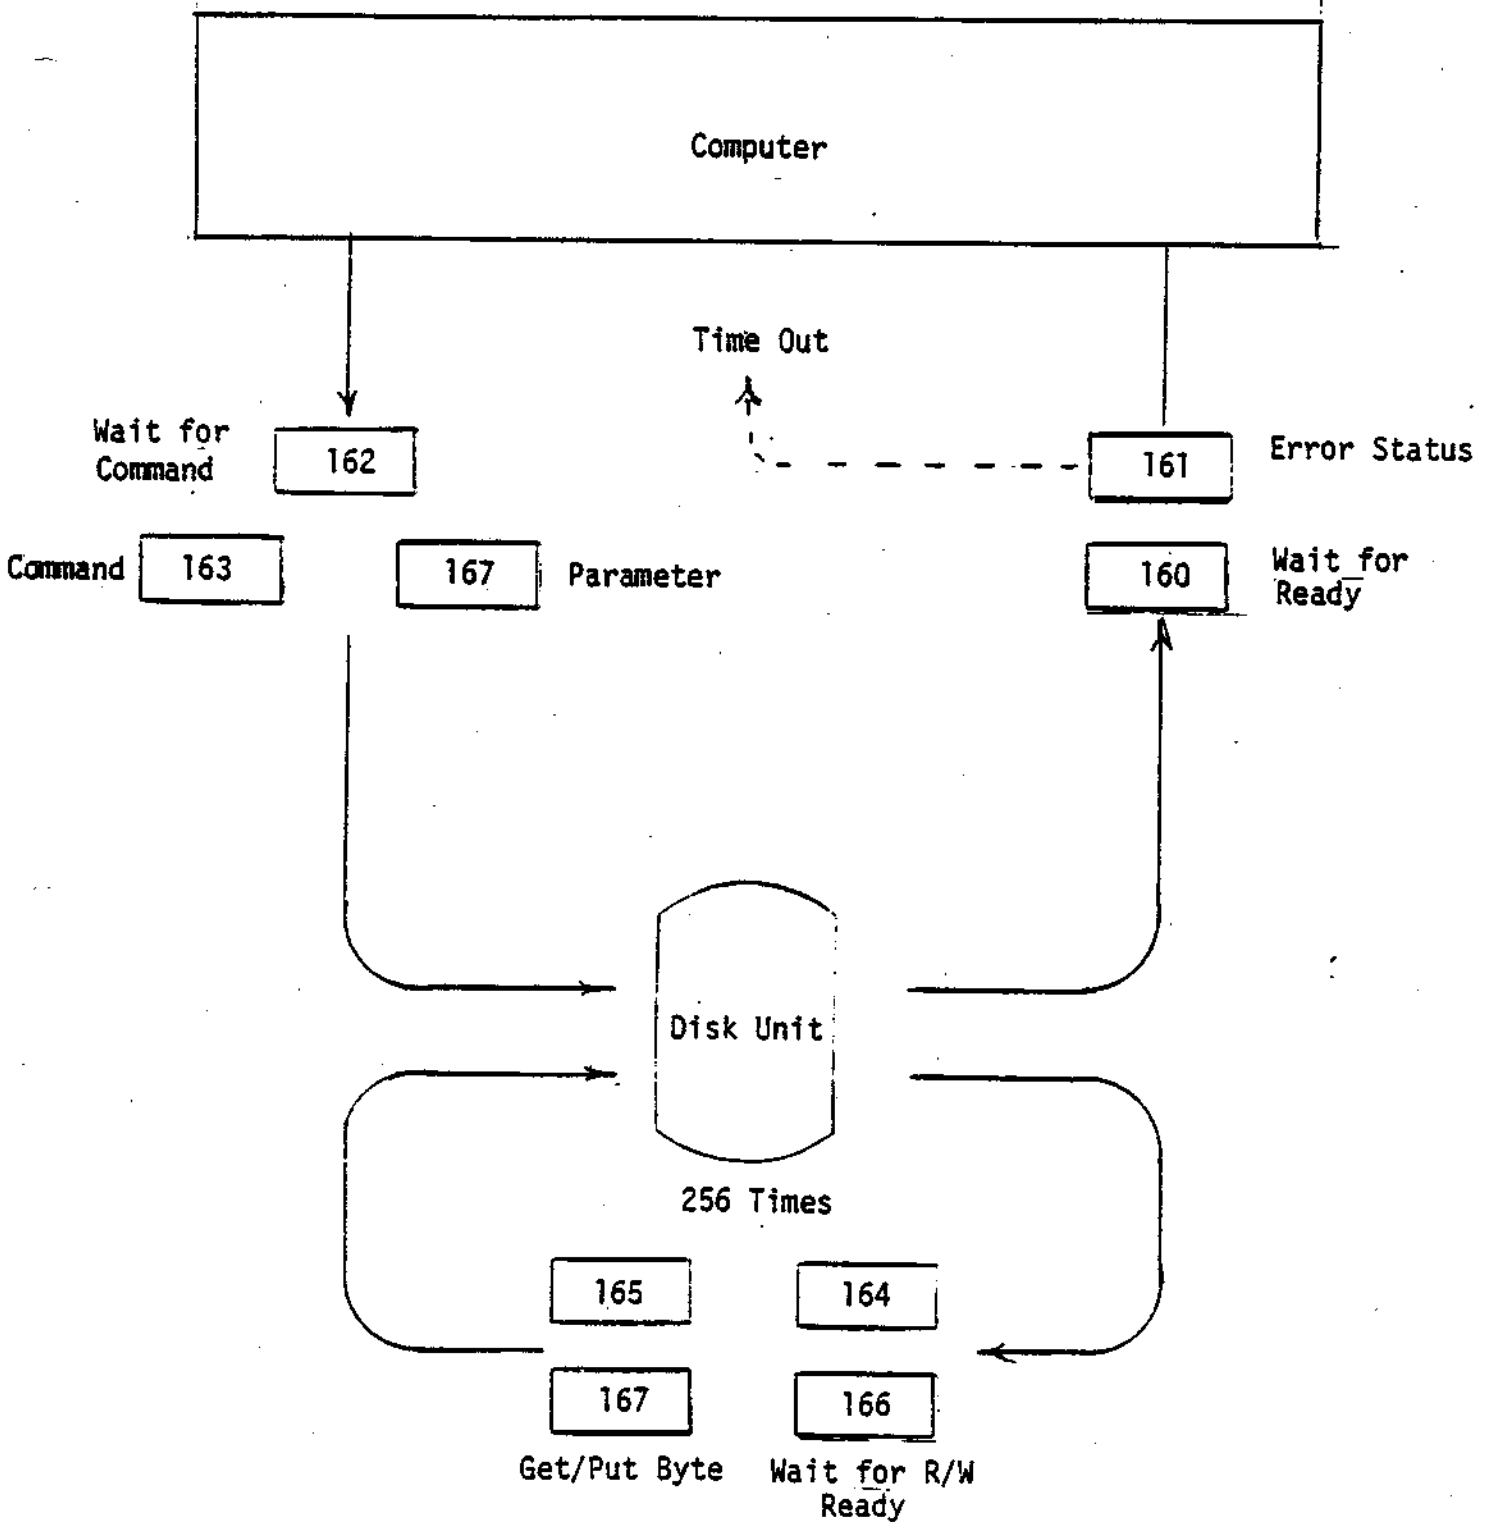 Computer
Time Out
Wait for
Command
162
161
Error Status
Command
163
167
Parameter
160
Wait for
Ready
Disk Unit
256 Times
165
164
167
166
Get/Put Byte
Wait for R/W
Ready